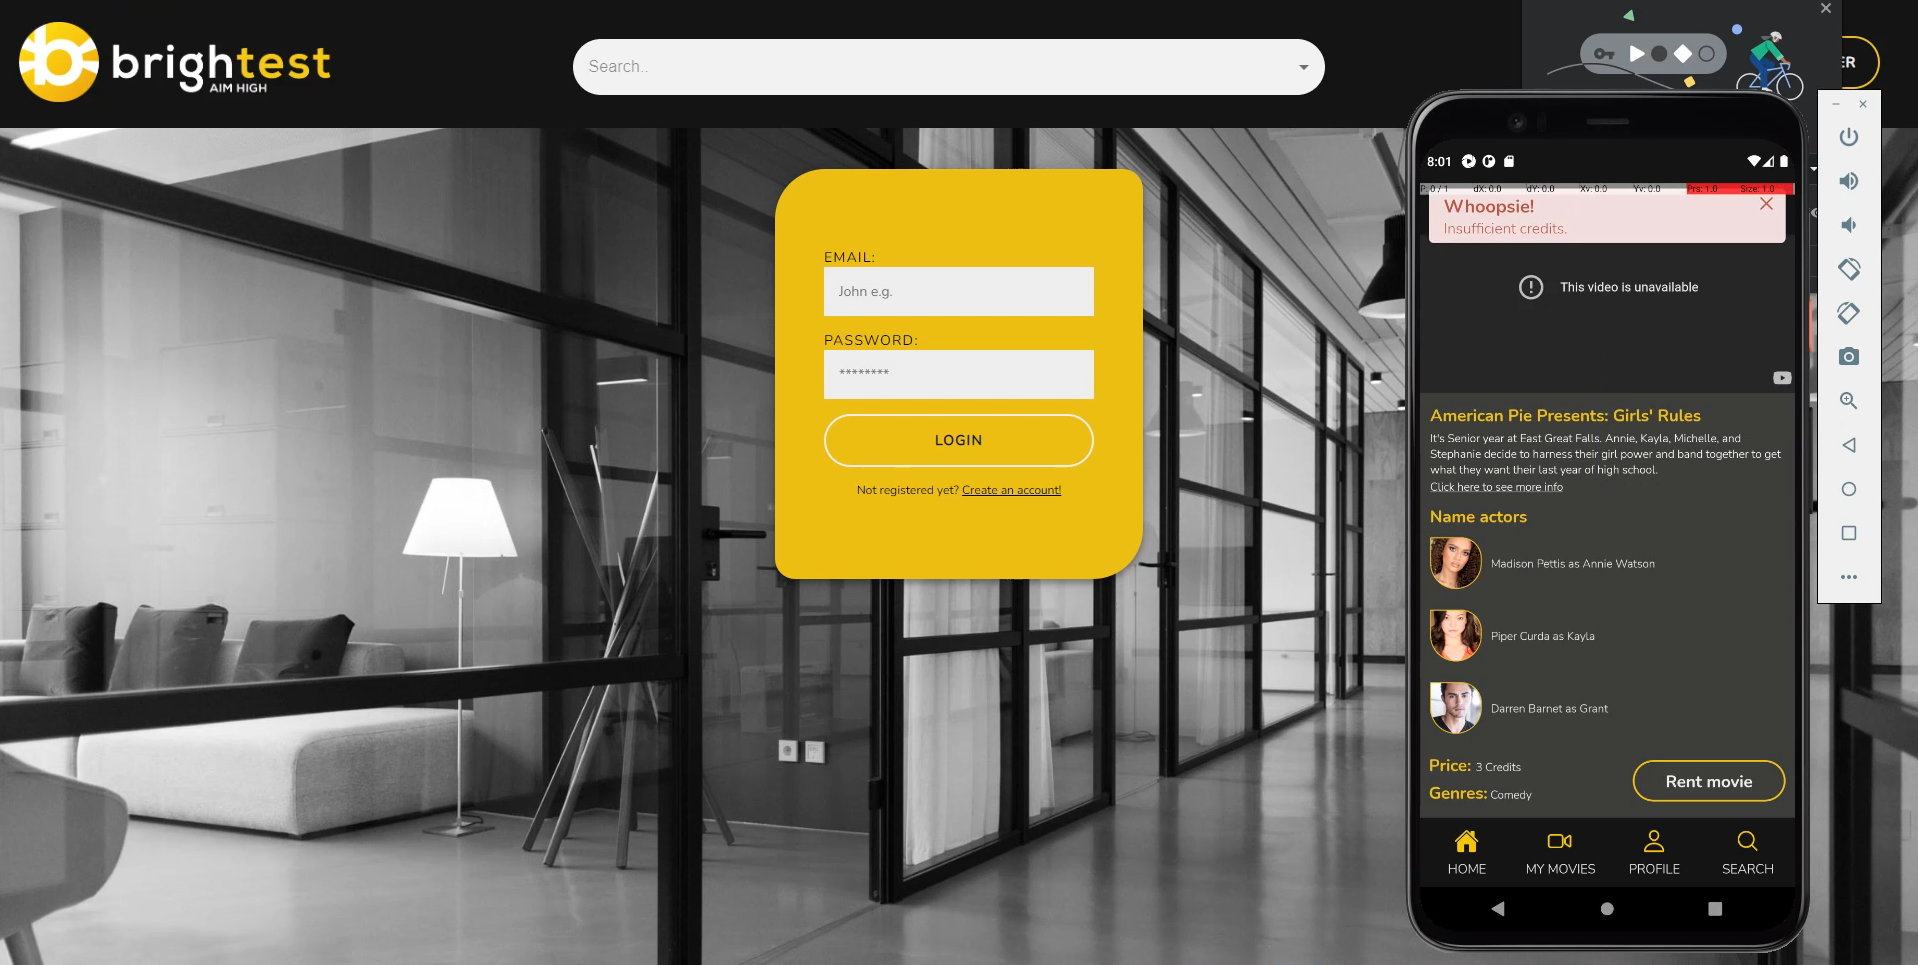 brightest
AIM HIGH
Search..
ER
EMAIL:
John e.g.
PASSWORD:
********
LOGIN
Not registered yet? Create an account!
8:01
P: 0 / 1 dX: 0.0 dY: 0.0 Xv: 0.0 Yv: 0.0 Prs: 1.0 Size: 1.0
Whoopsie!
Insufficient credits.
This video is unavailable
American Pie Presents: Girls' Rules
It's Senior year at East Great Falls. Annie, Kayla, Michelle, and
Stephanie decide to harness their girl power and band together to get
what they want their last year of high school.
Click here to see more info
Name actors
Madison Pettis as Annie Watson
Piper Curda as Kayla
Darren Barnet as Grant
Price: 3 Credits
Rent movie
Genres: Comedy
HOME MY MOVIES PROFILE SEARCH